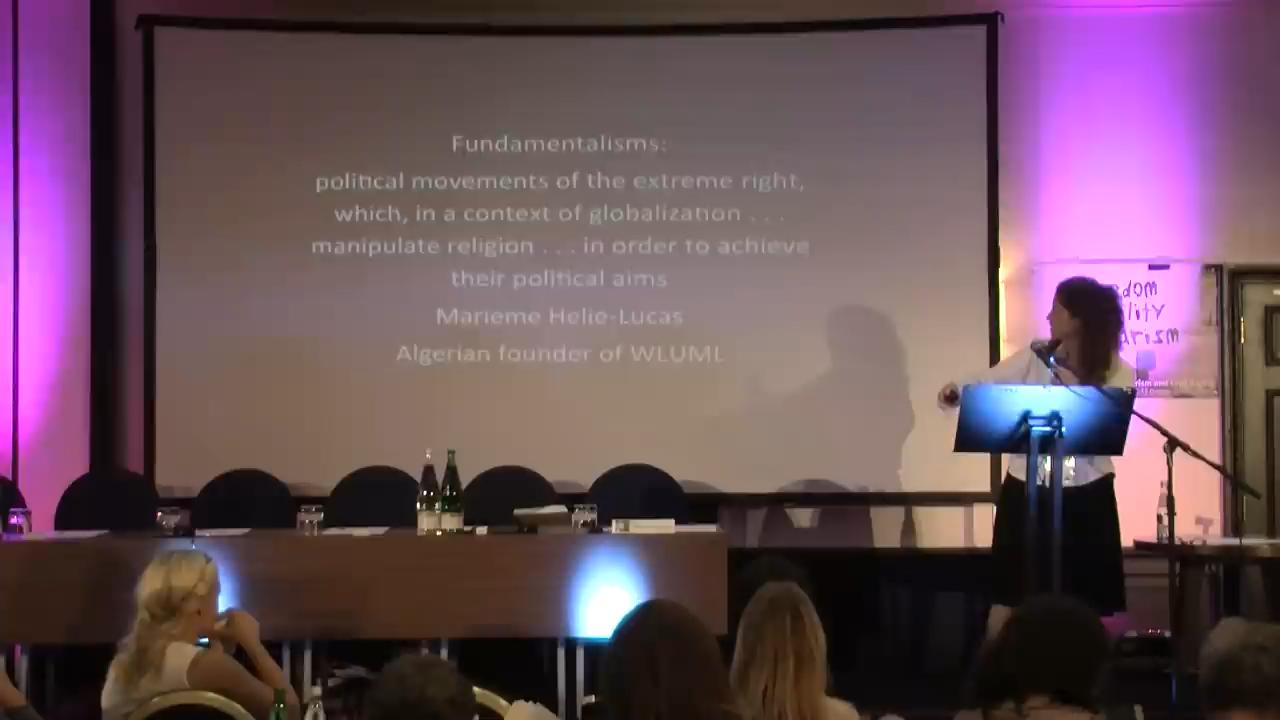 Fundamentalisms:
political movements of the extreme right,
which, in a context of globalization . . .
manipulate religion . . . in order to achieve
their political aims
Marieme Helie-Lucas
Algerian founder of WLUML